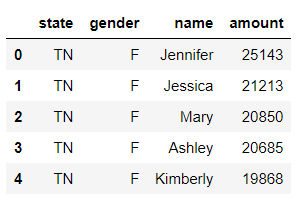 state gender name amount
0 TN F Jennifer 25143
1 TN F Jessica 21213
2 TN F Mary 20850
3 TN F Ashley 20685
4 TN F Kimberly 19868